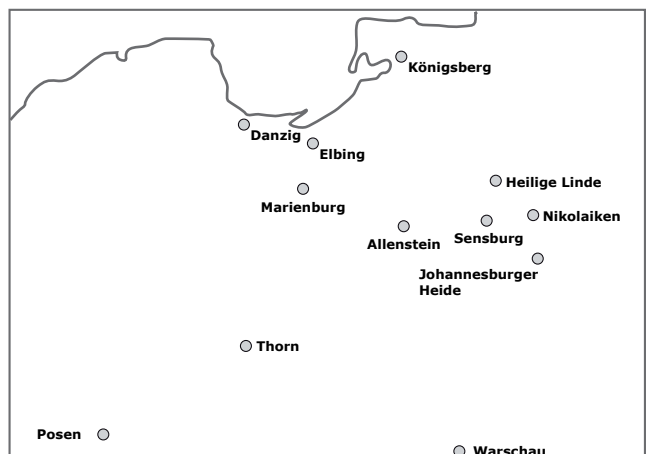 Königsberg
Danzig
Elbing
Heilige Linde
Marienburg
Nikolaiken
Allenstein
Sensburg
Johannesburger
Heide
Thorn
Posen
Warschau